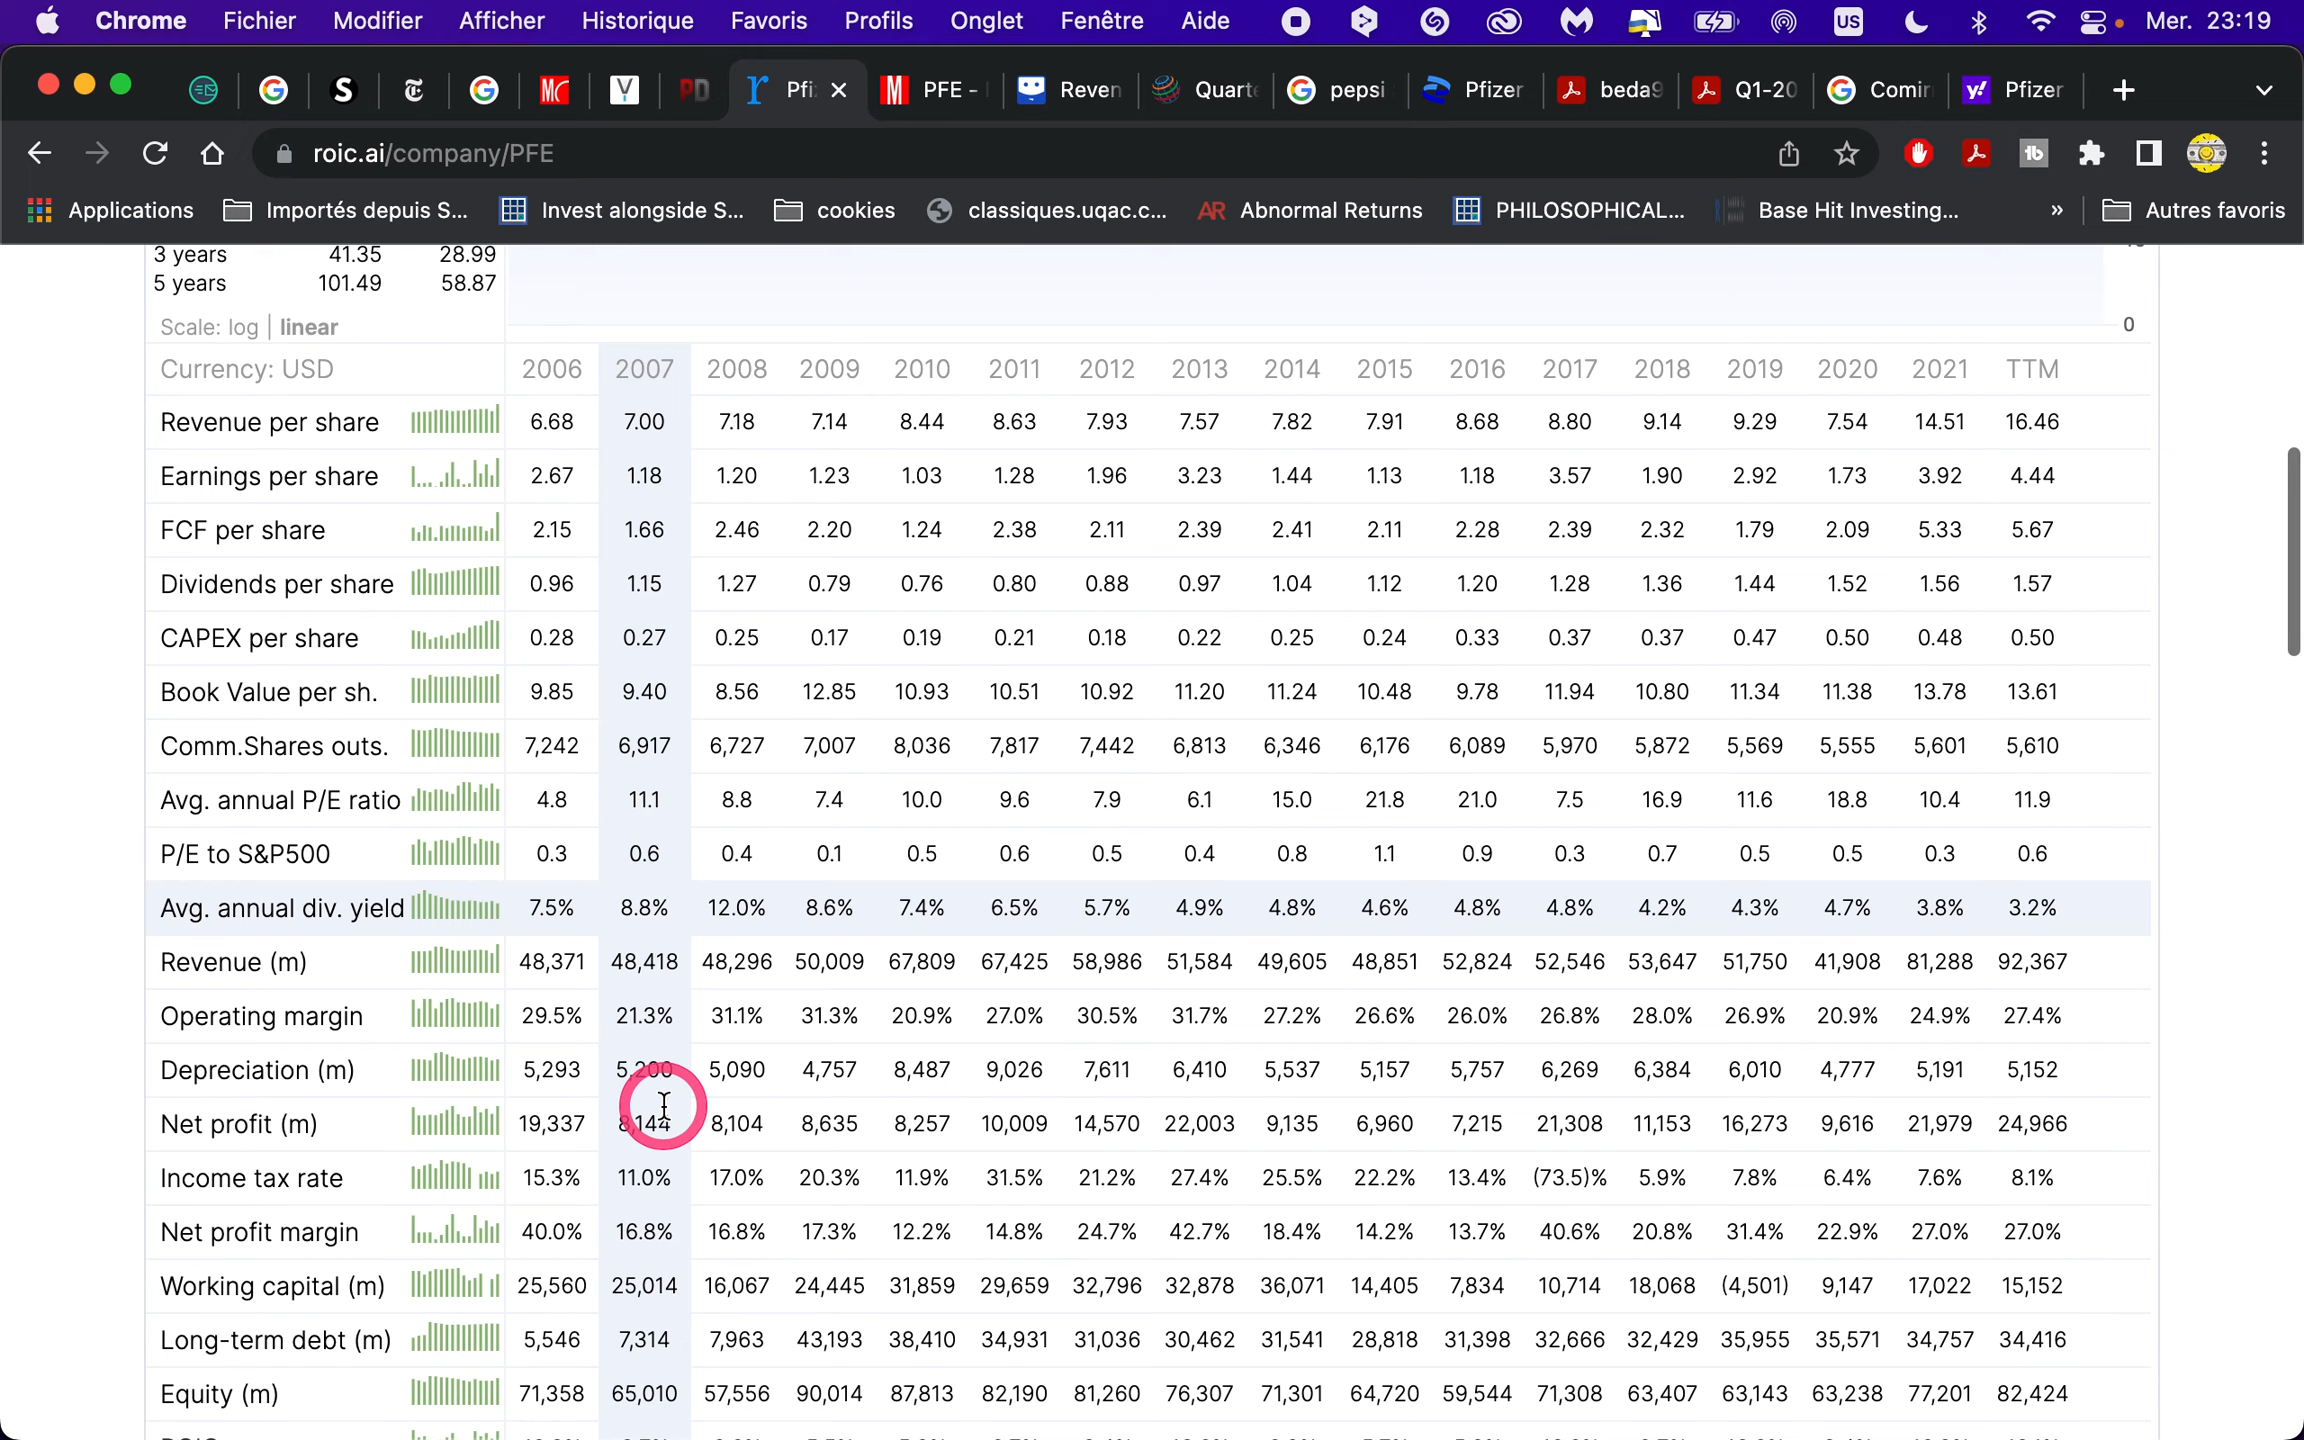 Chrome Fichier Modifier Afficher Historique Favoris Profils Onglet Fenêtre Aide US Mer. 23:19
Pfi PFE - Reven Quarte pepsi Pfizer beda9 Q1-20 Comir Pfizer
roic.ai/company/PFE
Applications Importés depuis S... Invest alongside S... cookies classiques.uqac.c... AR Abnormal Returns PHILOSOPHICAL... Base Hit Investing... » Autres favoris
3 years 41.35 28.99
5 years 101.49 58.87
Scale: log | linear 0
Currency: USD 2006 2007 2008 2009 2010 2011 2012 2013 2014 2015 2016 2017 2018 2019 2020 2021 TTM
Revenue per share 6.68 7.00 7.18 7.14 8.44 8.63 7.93 7.57 7.82 7.91 8.68 8.80 9.14 9.29 7.54 14.51 16.46
Earnings per share 2.67 1.18 1.20 1.23 1.03 1.28 1.96 3.23 1.44 1.13 1.18 3.57 1.90 2.92 1.73 3.92 4.44
FCF per share 2.15 1.66 2.46 2.20 1.24 2.38 2.11 2.39 2.41 2.11 2.28 2.39 2.32 1.79 2.09 5.33 5.67
Dividends per share 0.96 1.15 1.27 0.79 0.76 0.80 0.88 0.97 1.04 1.12 1.20 1.28 1.36 1.44 1.52 1.56 1.57
CAPEX per share 0.28 0.27 0.25 0.17 0.19 0.21 0.18 0.22 0.25 0.24 0.33 0.37 0.37 0.47 0.50 0.48 0.50
Book Value per sh. 9.85 9.40 8.56 12.85 10.93 10.51 10.92 11.20 11.24 10.48 9.78 11.94 10.80 11.34 11.38 13.78 13.61
Comm.Shares outs. 7,242 6,917 6,727 7,007 8,036 7,817 7,442 6,813 6,346 6,176 6,089 5,970 5,872 5,569 5,555 5,601 5,610
Avg. annual P/E ratio 4.8 11.1 8.8 7.4 10.0 9.6 7.9 6.1 15.0 21.8 21.0 7.5 16.9 11.6 18.8 10.4 11.9
P/E to S&P500 0.3 0.6 0.4 0.1 0.5 0.6 0.5 0.4 0.8 1.1 0.9 0.3 0.7 0.5 0.5 0.3 0.6
Avg. annual div. yield 7.5% 8.8% 12.0% 8.6% 7.4% 6.5% 5.7% 4.9% 4.8% 4.6% 4.8% 4.8% 4.2% 4.3% 4.7% 3.8% 3.2%
Revenue (m) 48,371 48,418 48,296 50,009 67,809 67,425 58,986 51,584 49,605 48,851 52,824 52,546 53,647 51,750 41,908 81,288 92,367
Operating margin 29.5% 21.3% 31.1% 31.3% 20.9% 27.0% 30.5% 31.7% 27.2% 26.6% 26.0% 26.8% 28.0% 26.9% 20.9% 24.9% 27.4%
Depreciation (m) 5,293 5,200 5,090 4,757 8,487 9,026 7,611 6,410 5,537 5,157 5,757 6,269 6,384 6,010 4,777 5,191 5,152
Net profit (m) 19,337 8,144 8,104 8,635 8,257 10,009 14,570 22,003 9,135 6,960 7,215 21,308 11,153 16,273 9,616 21,979 24,966
Income tax rate 15.3% 11.0% 17.0% 20.3% 11.9% 31.5% 21.2% 27.4% 25.5% 22.2% 13.4% (73.5)% 5.9% 7.8% 6.4% 7.6% 8.1%
Net profit margin 40.0% 16.8% 16.8% 17.3% 12.2% 14.8% 24.7% 42.7% 18.4% 14.2% 13.7% 40.6% 20.8% 31.4% 22.9% 27.0% 27.0%
Working capital (m) 25,560 25,014 16,067 24,445 31,859 29,659 32,796 32,878 36,071 14,405 7,834 10,714 18,068 (4,501) 9,147 17,022 15,152
Long-term debt (m) 5,546 7,314 7,963 43,193 38,410 34,931 31,036 30,462 31,541 28,818 31,398 32,666 32,429 35,955 35,571 34,757 34,416
Equity (m) 71,358 65,010 57,556 90,014 87,813 82,190 81,260 76,307 71,301 64,720 59,544 71,308 63,407 63,143 63,238 77,201 82,424